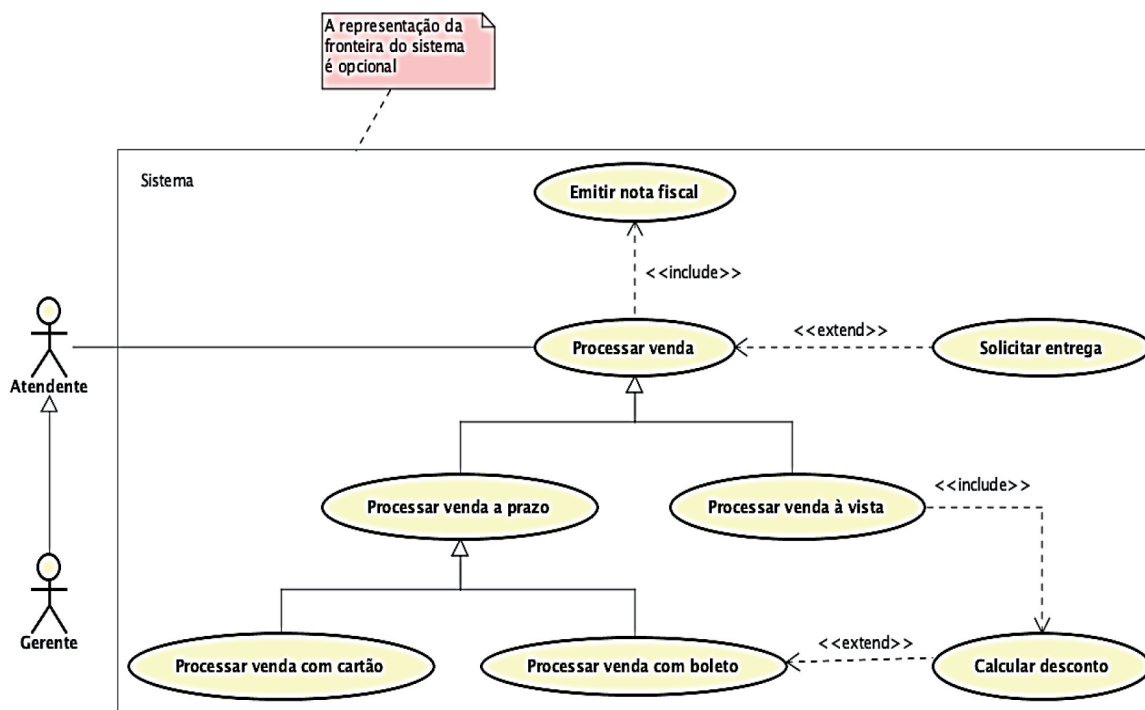 A representação da
fronteira do sistema
é opcional
Sistema
Emitir nota fiscal
<<include>>
<<extend>>
Processar venda
Solicitar entrega
Atendente
<<include>>
Processar venda a prazo
Processar venda à vista
Gerente
<<extend>>
Processar venda com cartão
Processar venda com boleto
Calcular desconto